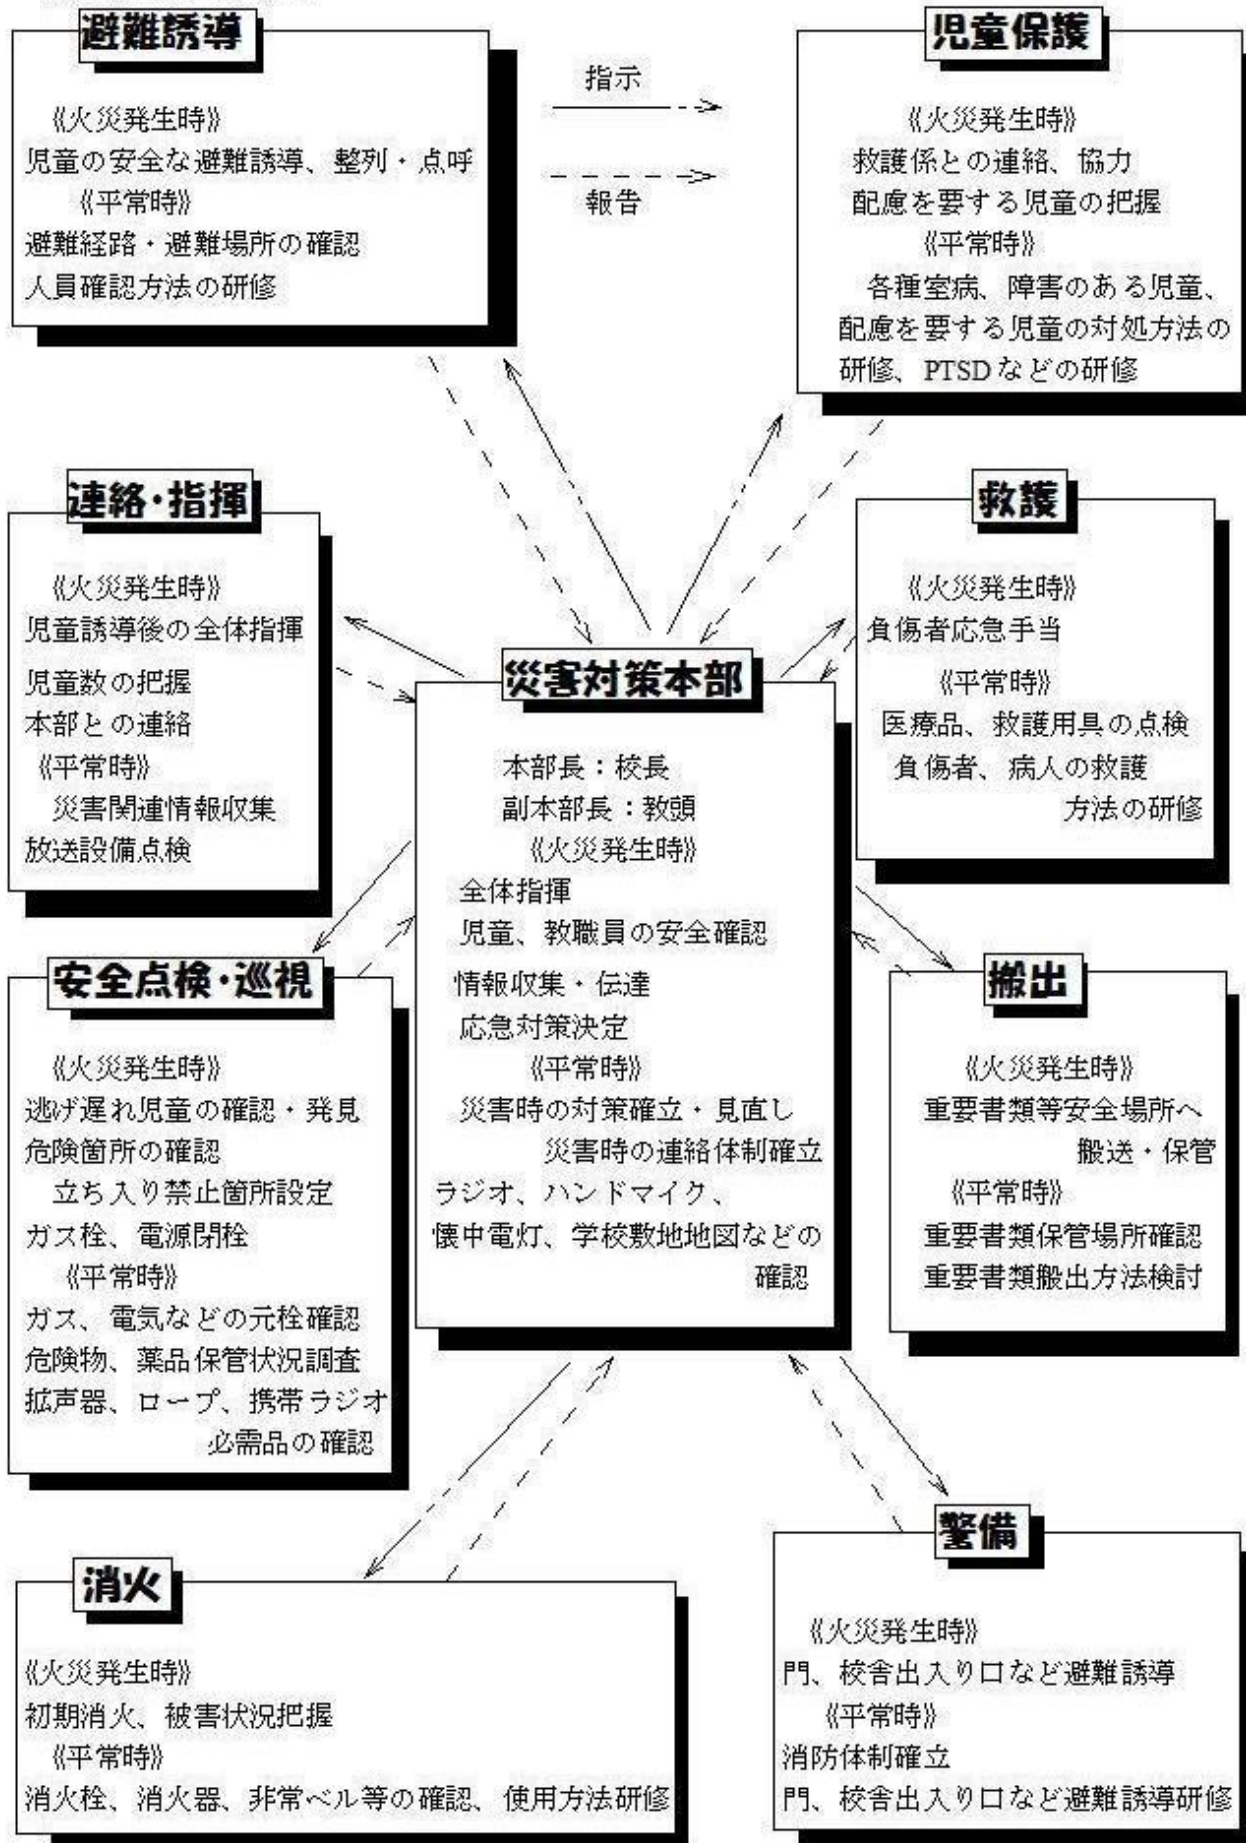 避難誘導
《火災発生時》
児童の安全な避難誘導、整列・点呼
《平常時》
避難経路・避難場所の確認
人員確認方法の研修
指示
報告
児童保護
《火災発生時》
救護係との連絡、協力
配慮を要する児童の把握
《平常時》
各種室病、障害のある児童、
配慮を要する児童の対処方法の
研修、PTSDなどの研修
連絡・指揮
《火災発生時》
児童誘導後の全体指揮
児童数の把握
本部との連絡
《平常時》
災害関連情報収集
放送設備点検
救護
《火災発生時》
負傷者応急手当
《平常時》
医療品、救護用具の点検
負傷者、病人の救護
方法の研修
災害対策本部
本部長：校長
副本部長：教頭
《火災発生時》
全体指揮
児童、教職員の安全確認
情報収集・伝達
応急対策決定
《平常時》
災害時の対策確立・見直し
災害時の連絡体制確立
ラジオ、ハンドマイク、
懐中電灯、学校敷地地図などの
確認
安全点検・巡視
《火災発生時》
逃げ遅れ児童の確認・発見
危険箇所の確認
立ち入り禁止箇所設定
ガス栓、電源閉栓
《平常時》
ガス、電気などの元栓確認
危険物、薬品保管状況調査
拡声器、ロープ、携帯ラジオ
必需品の確認
搬出
《火災発生時》
重要書類等安全場所へ
搬送・保管
《平常時》
重要書類保管場所確認
重要書類搬出方法検討
消火
《火災発生時》
初期消火、被害状況把握
《平常時》
消火栓、消火器、非常ベル等の確認、使用方法研修
警備
《火災発生時》
門、校舎出入り口など避難誘導
《平常時》
消防体制確立
門、校舎出入り口など避難誘導研修